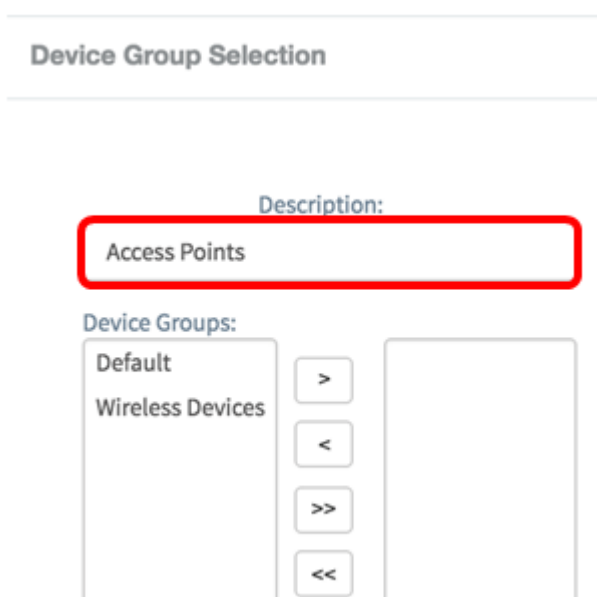 Device Group Selection
Description:
Access Points
Device Groups:
Default
Wireless Devices
>
<
>>
<<